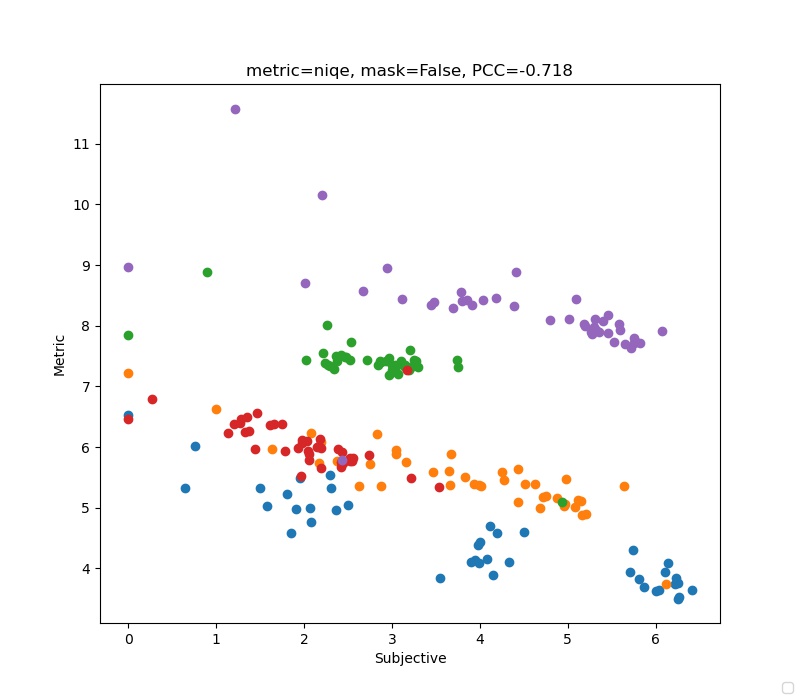 metric=niqe, mask=False, PCC=-0.718
11
10
9
8
7
6
5
4
Metric
0 1 2 3 4 5 6
Subjective